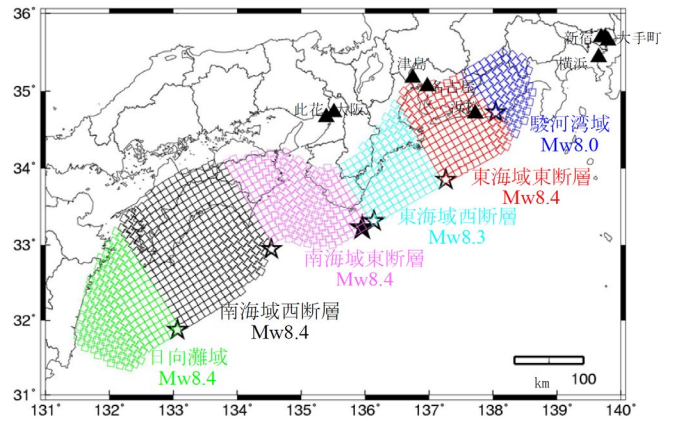 36°
35°
34°
33°
32°
31°
131°
132°
133°
134°
135°
136°
137°
138°
139°
140°
新宿
大手町
横浜
津島
名古屋
此花
大阪
駿河湾域
Mw8.0
東海域東断層
Mw8.4
東海域西断層
Mw8.3
南海域東断層
Mw8.4
南海域西断層
Mw8.4
日向灘域
Mw8.4
km
100